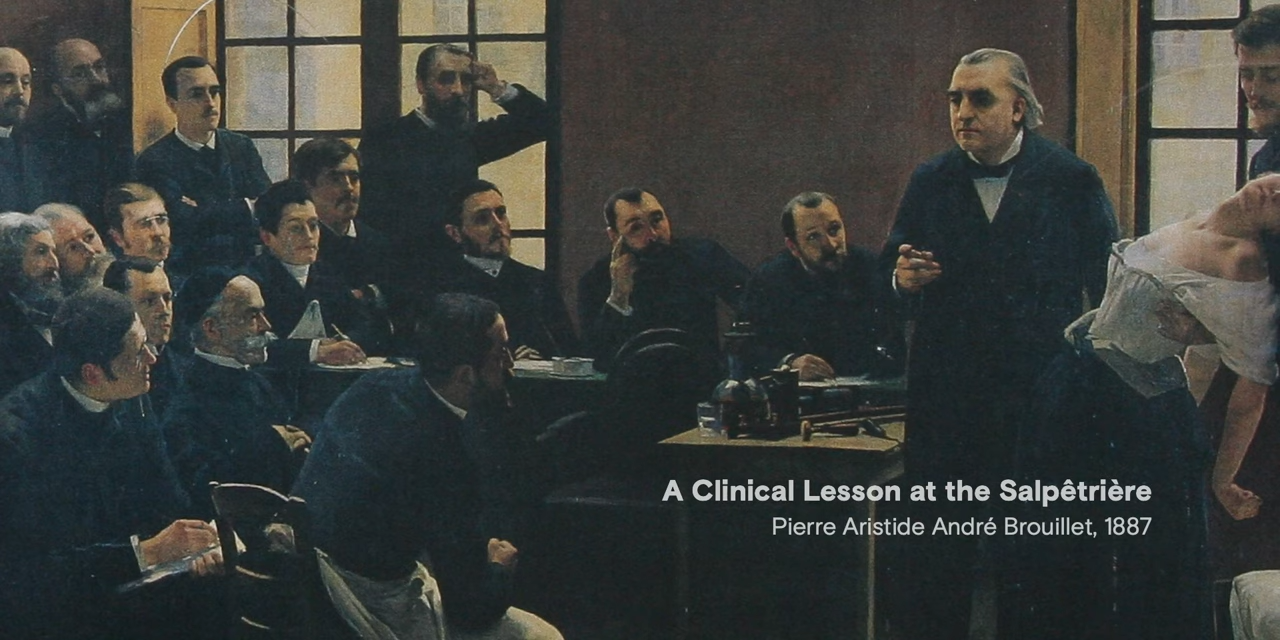 A Clinical Lesson at the Salpêtrière
Pierre Aristide André Brouillet, 1887